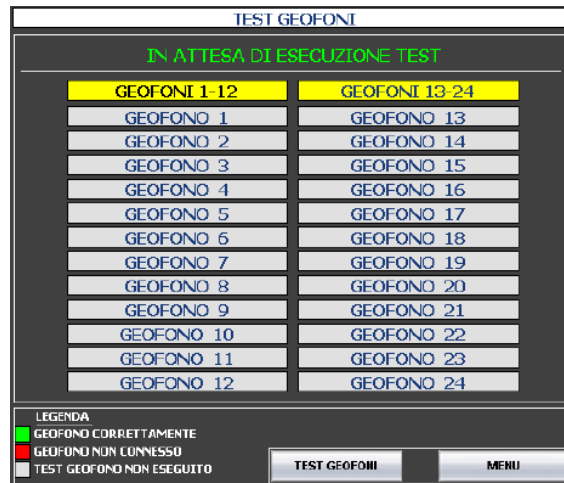 TEST GEOFONI
IN ATTESA DI ESECUZIONE TEST
GEOFONI 1-12 GEOFONI 13-24
GEOFONO 1 GEOFONO 13
GEOFONO 2 GEOFONO 14
GEOFONO 3 GEOFONO 15
GEOFONO 4 GEOFONO 16
GEOFONO 5 GEOFONO 17
GEOFONO 6 GEOFONO 18
GEOFONO 7 GEOFONO 19
GEOFONO 8 GEOFONO 20
GEOFONO 9 GEOFONO 21
GEOFONO 10 GEOFONO 22
GEOFONO 11 GEOFONO 23
GEOFONO 12 GEOFONO 24
LEGENDA
GEOFONO CORRETTAMENTE
GEOFONO NON CONNESSO
TEST GEOFONO NON ESEGUITO
TEST GEOFONI MENU